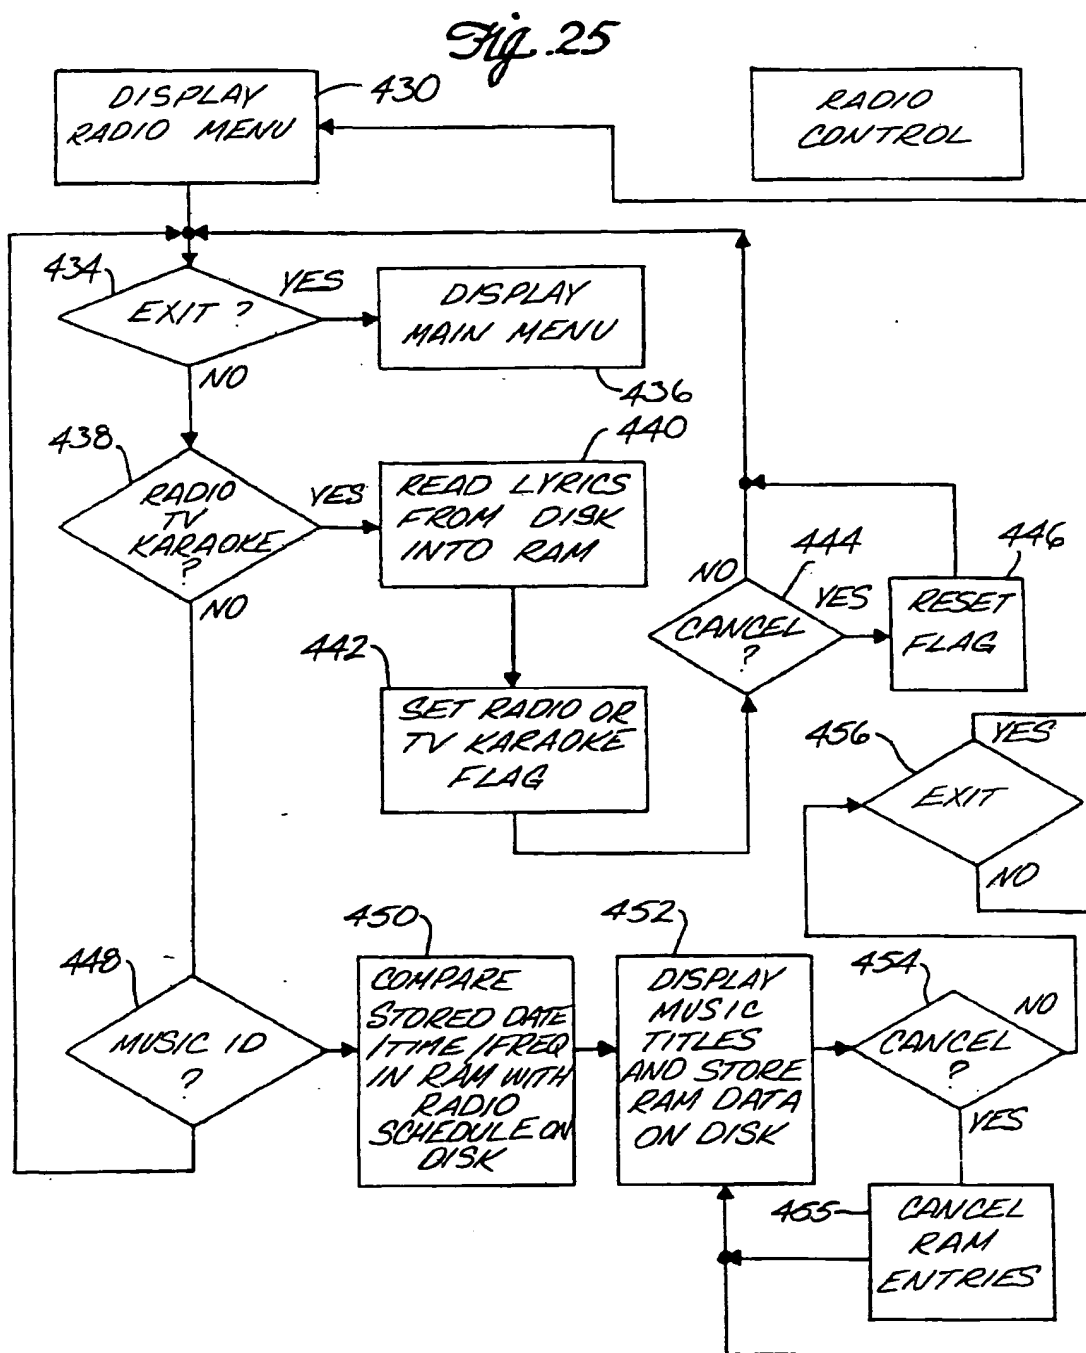 Fig. 25
DISPLAY
RADIO MENU
430
RADIO
CONTROL
434
EXIT ?
YES
NO
DISPLAY
MAIN MENU
436
438
RADIO
TV
KARAOKE
?
YES
NO
440
READ LYRICS
FROM DISK
INTO RAM
442
SET RADIO OR
TV KARAOKE
FLAG
444
NO
CANCEL
?
YES
446
RESET
FLAG
456
YES
EXIT
NO
448
MUSIC ID
?
450
COMPARE
STORED DATE
/TIME/FREQ
IN RAM WITH
RADIO
SCHEDULE ON
DISK
452
DISPLAY
MUSIC
TITLES
AND STORE
RAM DATA
ON DISK
454
NO
CANCEL
?
YES
455
CANCEL
RAM
ENTRIES